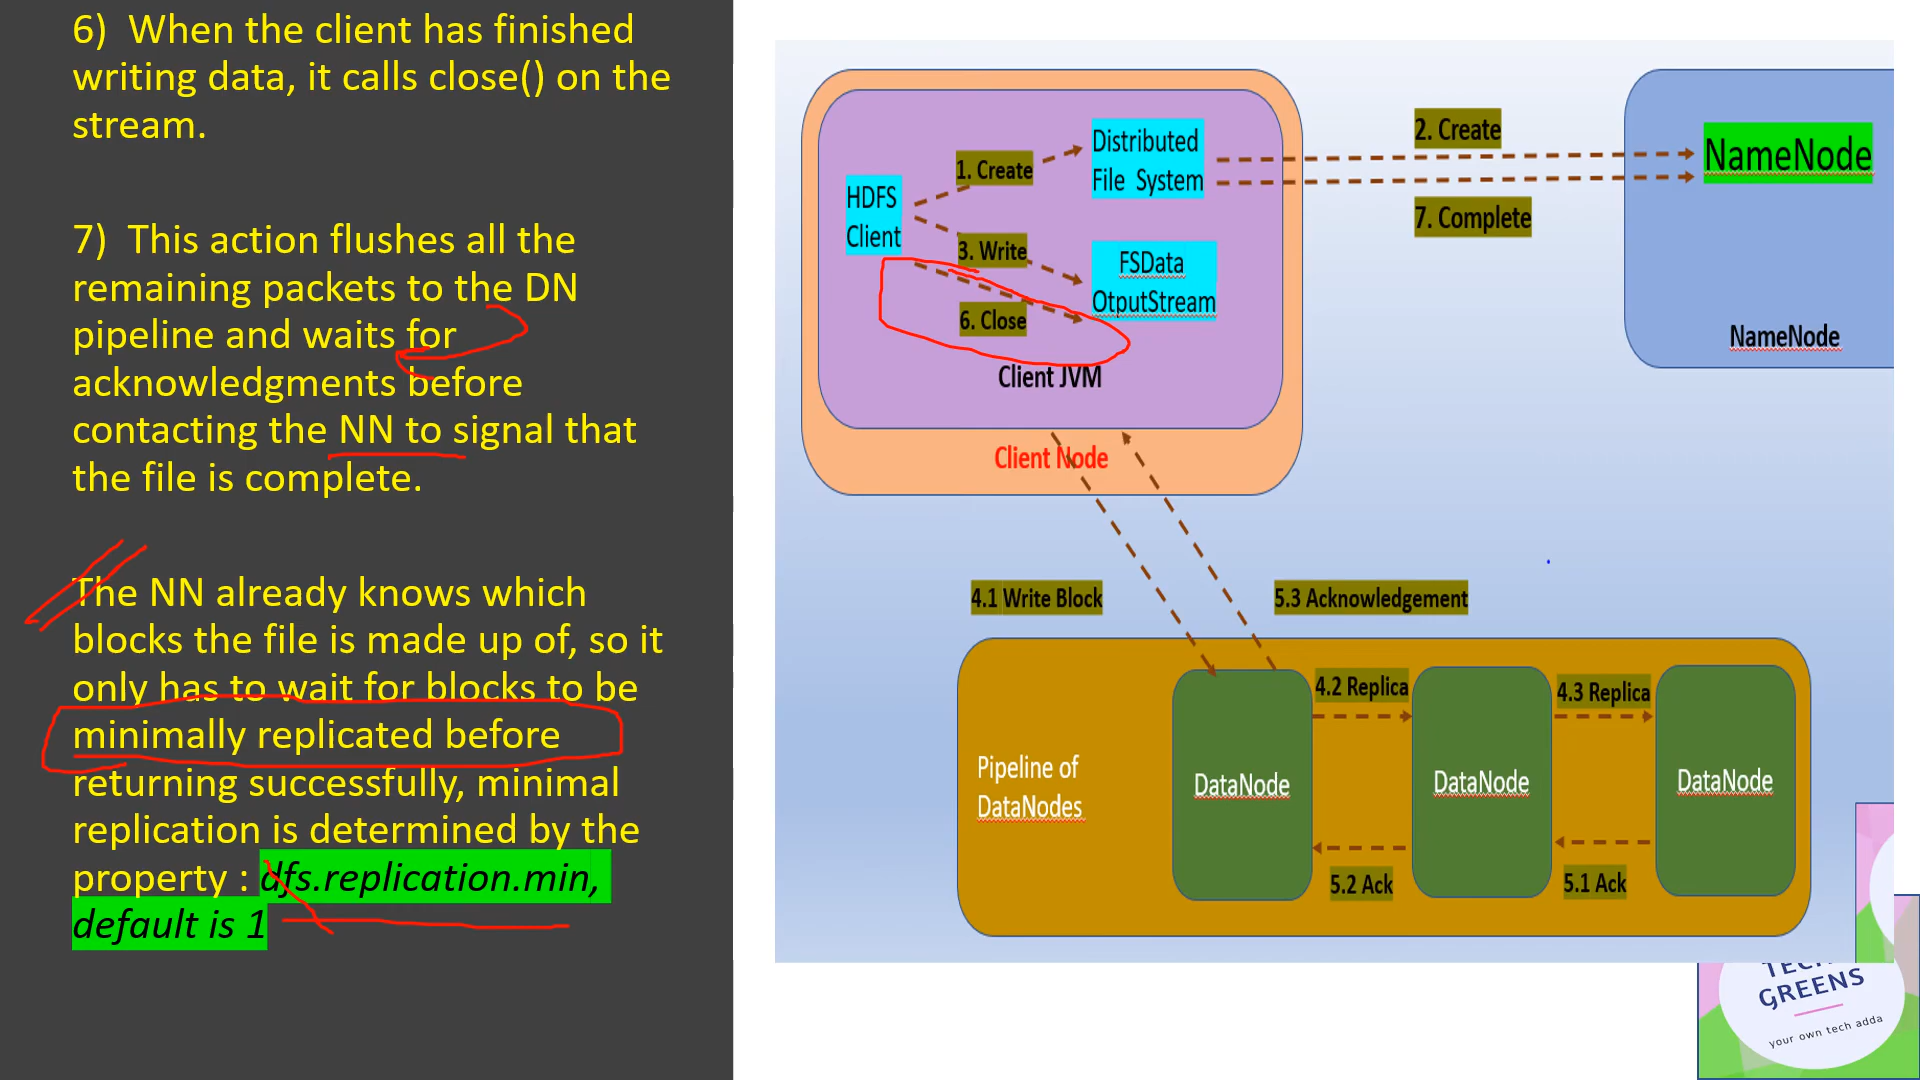 6) When the client has finished
writing data, it calls close() on the
stream.
7) This action flushes all the
remaining packets to the DN
pipeline and waits for
acknowledgments before
contacting the NN to signal that
the file is complete.
The NN already knows which
blocks the file is made up of, so it
only has to wait for blocks to be
minimally replicated before
returning successfully, minimal
replication is determined by the
property : dfs.replication.min,
default is 1
HDFS
Client
1. Create
Distributed
File System
3. Write
FSData
OtputStream
6. Close
Client JVM
Client Node
2. Create
7. Complete
NameNode
NameNode
4.1 Write Block
5.3 Acknowledgement
Pipeline of
DataNodes
DataNode
4.2 Replica
DataNode
4.3 Replica
DataNode
5.2 Ack
5.1 Ack
GREENS
your own tech adda